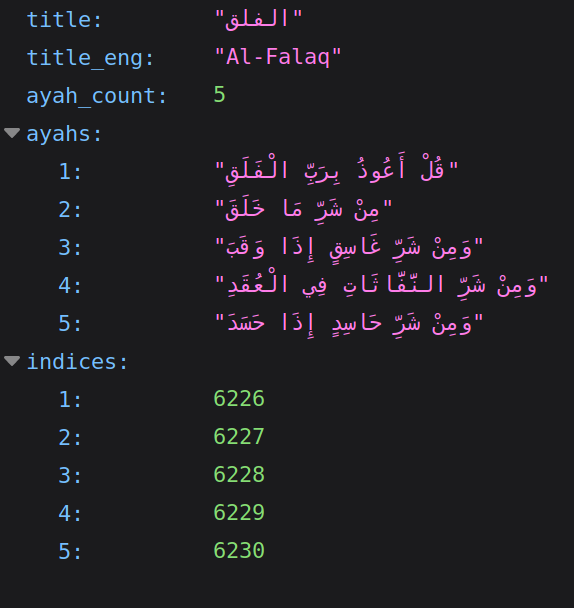 title: "الفلق"
title_eng: "Al-Falaq"
ayah_count: 5
ayahs:
1: "قُلْ أَعُوذُ بِرَبِّ الْفَلَقِ"
2: "مِنْ شَرِّ مَا خَلَقَ"
3: "وَمِنْ شَرِّ غَاسِقٍ إِذَا وَقَبَ"
4: "وَمِنْ شَرِّ النَّفَّاثَاتِ فِي الْعُقَدِ"
5: "وَمِنْ شَرِّ حَاسِدٍ إِذَا حَسَدَ"
indices:
1: 6226
2: 6227
3: 6228
4: 6229
5: 6230